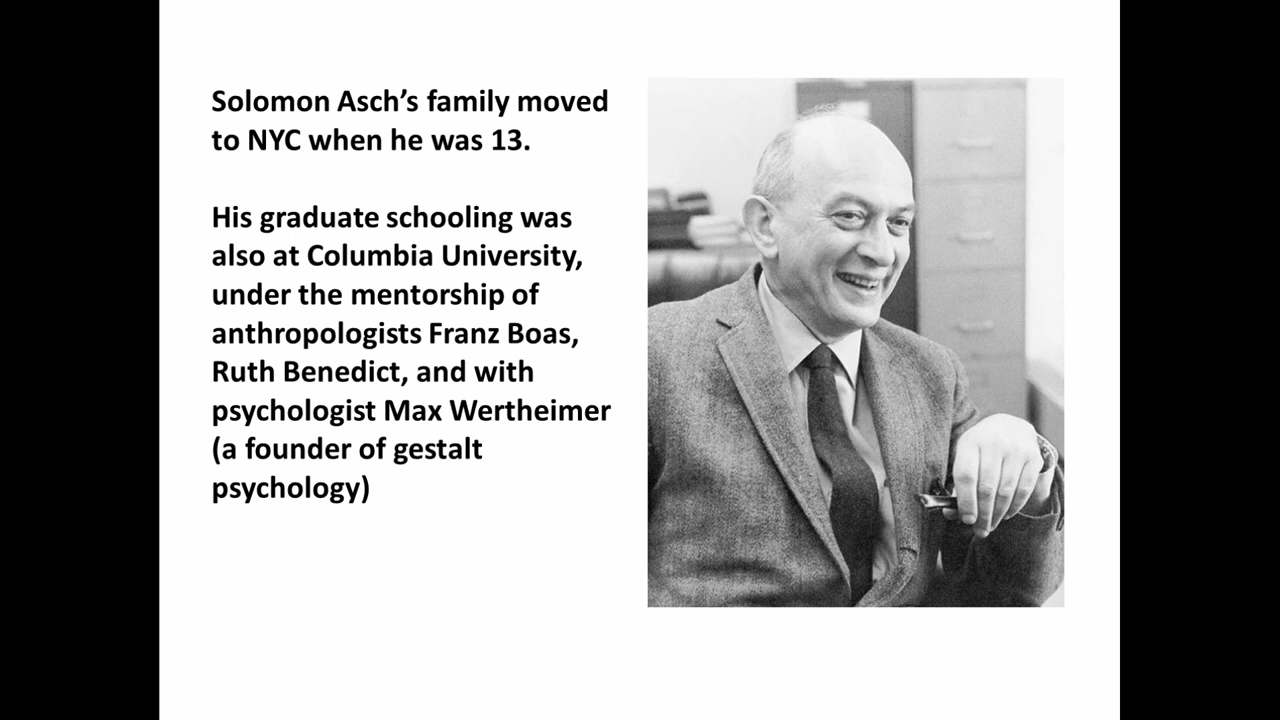 Solomon Asch’s family moved
to NYC when he was 13.
His graduate schooling was
also at Columbia University,
under the mentorship of
anthropologists Franz Boas,
Ruth Benedict, and with
psychologist Max Wertheimer
(a founder of gestalt
psychology)